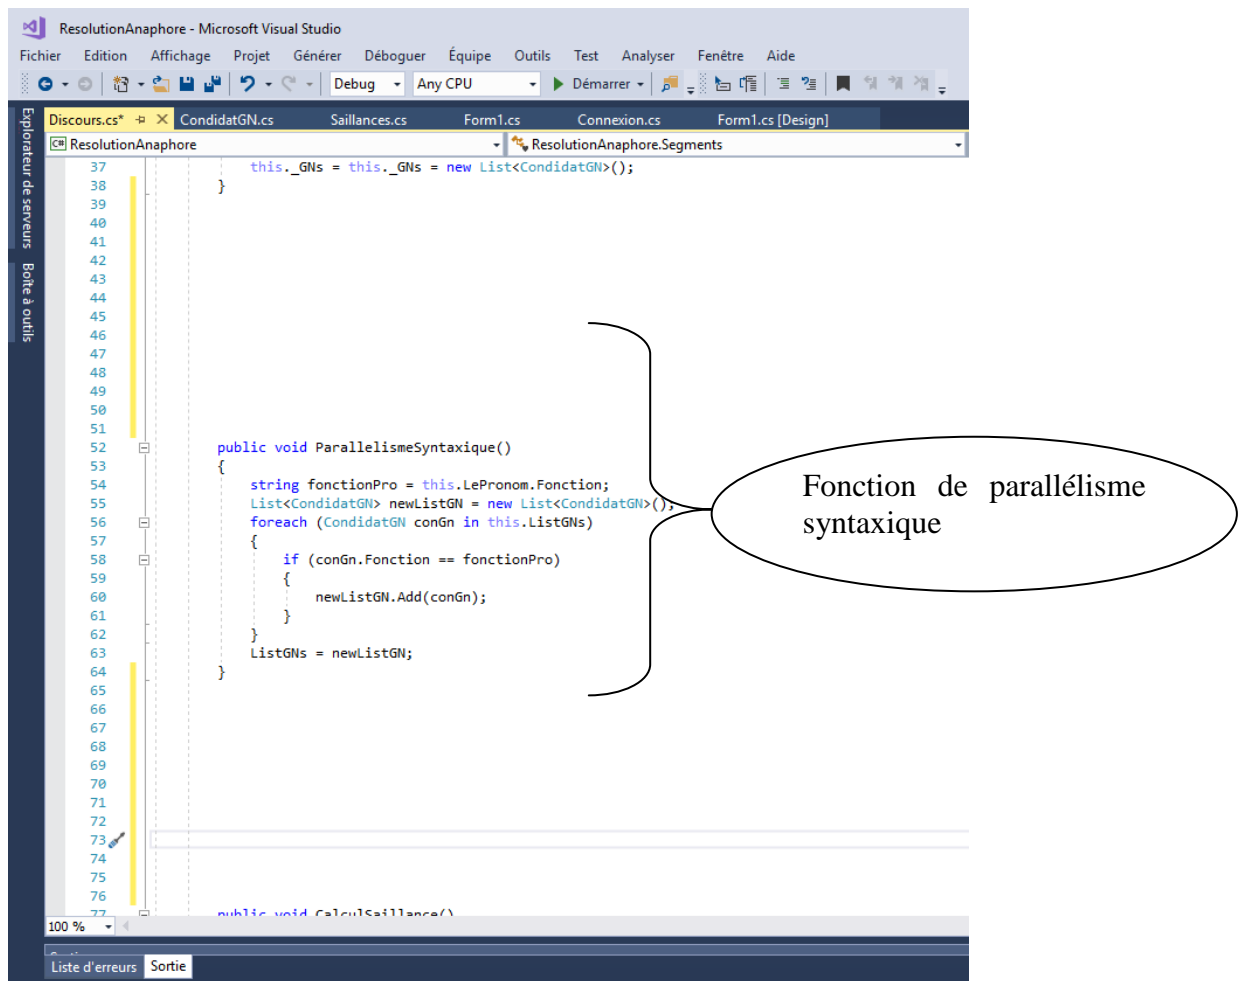 ResolutionAnaphore - Microsoft Visual Studio
Fichier Edition Affichage Projet Générer Déboguer Équipe Outils Test Analyser Fenêtre Aide
Debug Any CPU Démarrer
Explorateur de serveurs Boîte à outils
Discours.cs* CondidatGN.cs Saillances.cs Form1.cs Connexion.cs Form1.cs [Design]
C# ResolutionAnaphore ResolutionAnaphore.Segments
37 this._GNs = this._GNs = new List<CondidatGN>();
38 }
39
40
41
42
43
44
45
46
47
48
49
50
51
52 public void ParallelismeSyntaxique()
53 {
54 string fonctionPro = this.LePronom.Fonction;
55 List<CondidatGN> newListGN = new List<CondidatGN>();
56 foreach (CondidatGN conGn in this.ListGNs)
57 {
58 if (conGn.Fonction == fonctionPro)
59 {
60 newListGN.Add(conGn);
61 }
62 }
63 ListGNs = newListGN;
64 }
65
66
67
68
69
70
71
72
73
74
75
76
77 public void CalculSaillance()
100 %
Sortie
Liste d'erreurs Sortie
Fonction de parallélisme
syntaxique